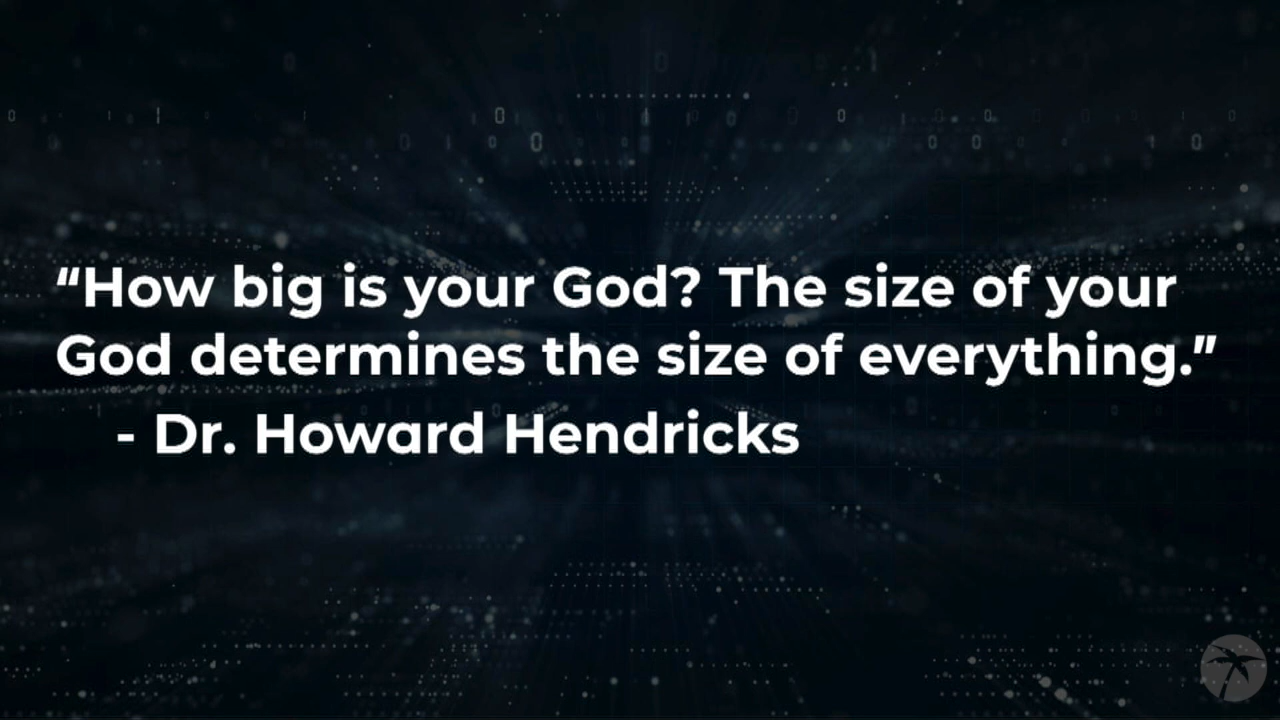 “How big is your God? The size of your
God determines the size of everything.”
- Dr. Howard Hendricks